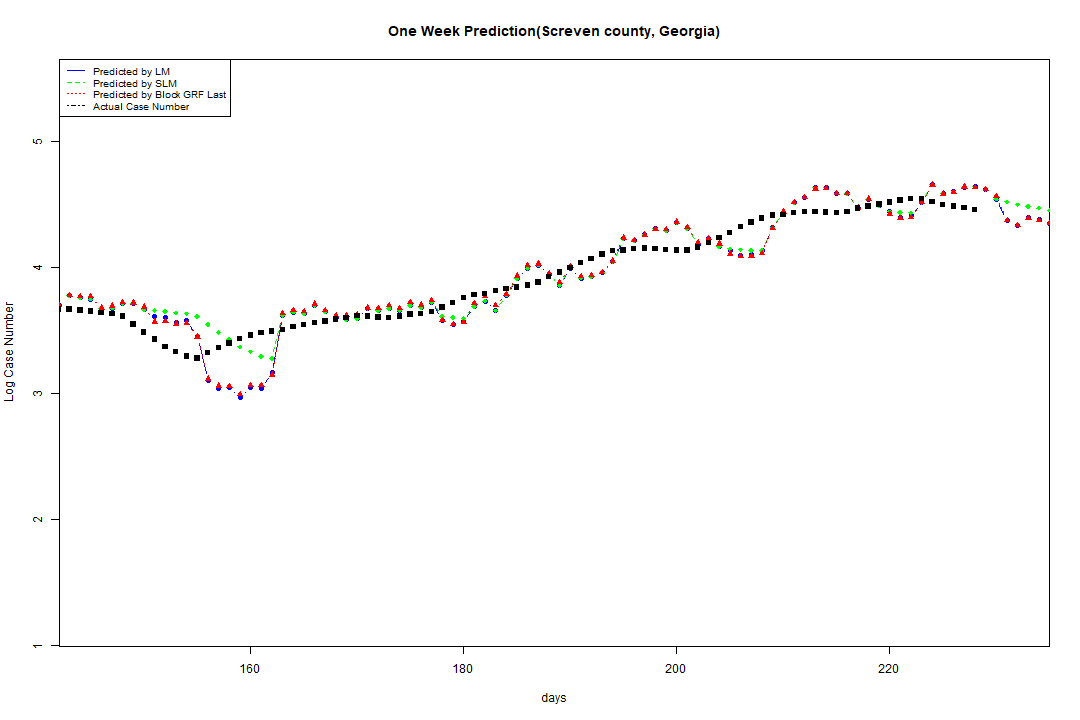 One Week Prediction(Screven county, Georgia)
Predicted by LM
Predicted by SLM
Predicted by Block GRF Last
Actual Case Number
5
4
3
2
1
Log Case Number
160
180
200
220
days